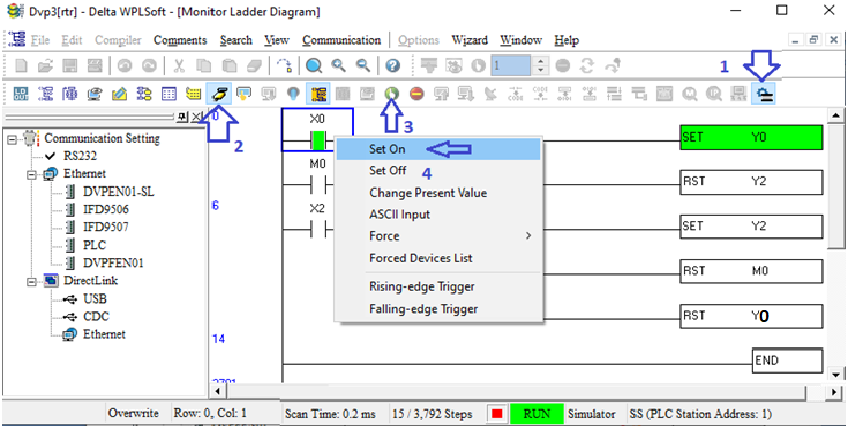 Dvp3[rtr] - Delta WPLSoft - [Monitor Ladder Diagram]
File Edit Compiler Comments Search View Communication Options Wizard Window Help
1
1
2
3
Communication Setting
RS232
Ethernet
DVPEN01-SL
IFD9506
IFD9507
PLC
DVPFEN01
DirectLink
USB
CDC
Ethernet
0
X0
SET Y0
M0
RST Y2
6
X2
SET Y2
RST M0
RST Y0
14
END
Set On
Set Off
4
Change Present Value
ASCII Input
Force
Forced Devices List
Rising-edge Trigger
Falling-edge Trigger
Overwrite Row: 0, Col: 1 Scan Time: 0.2 ms 15 / 3,792 Steps RUN Simulator SS (PLC Station Address: 1)